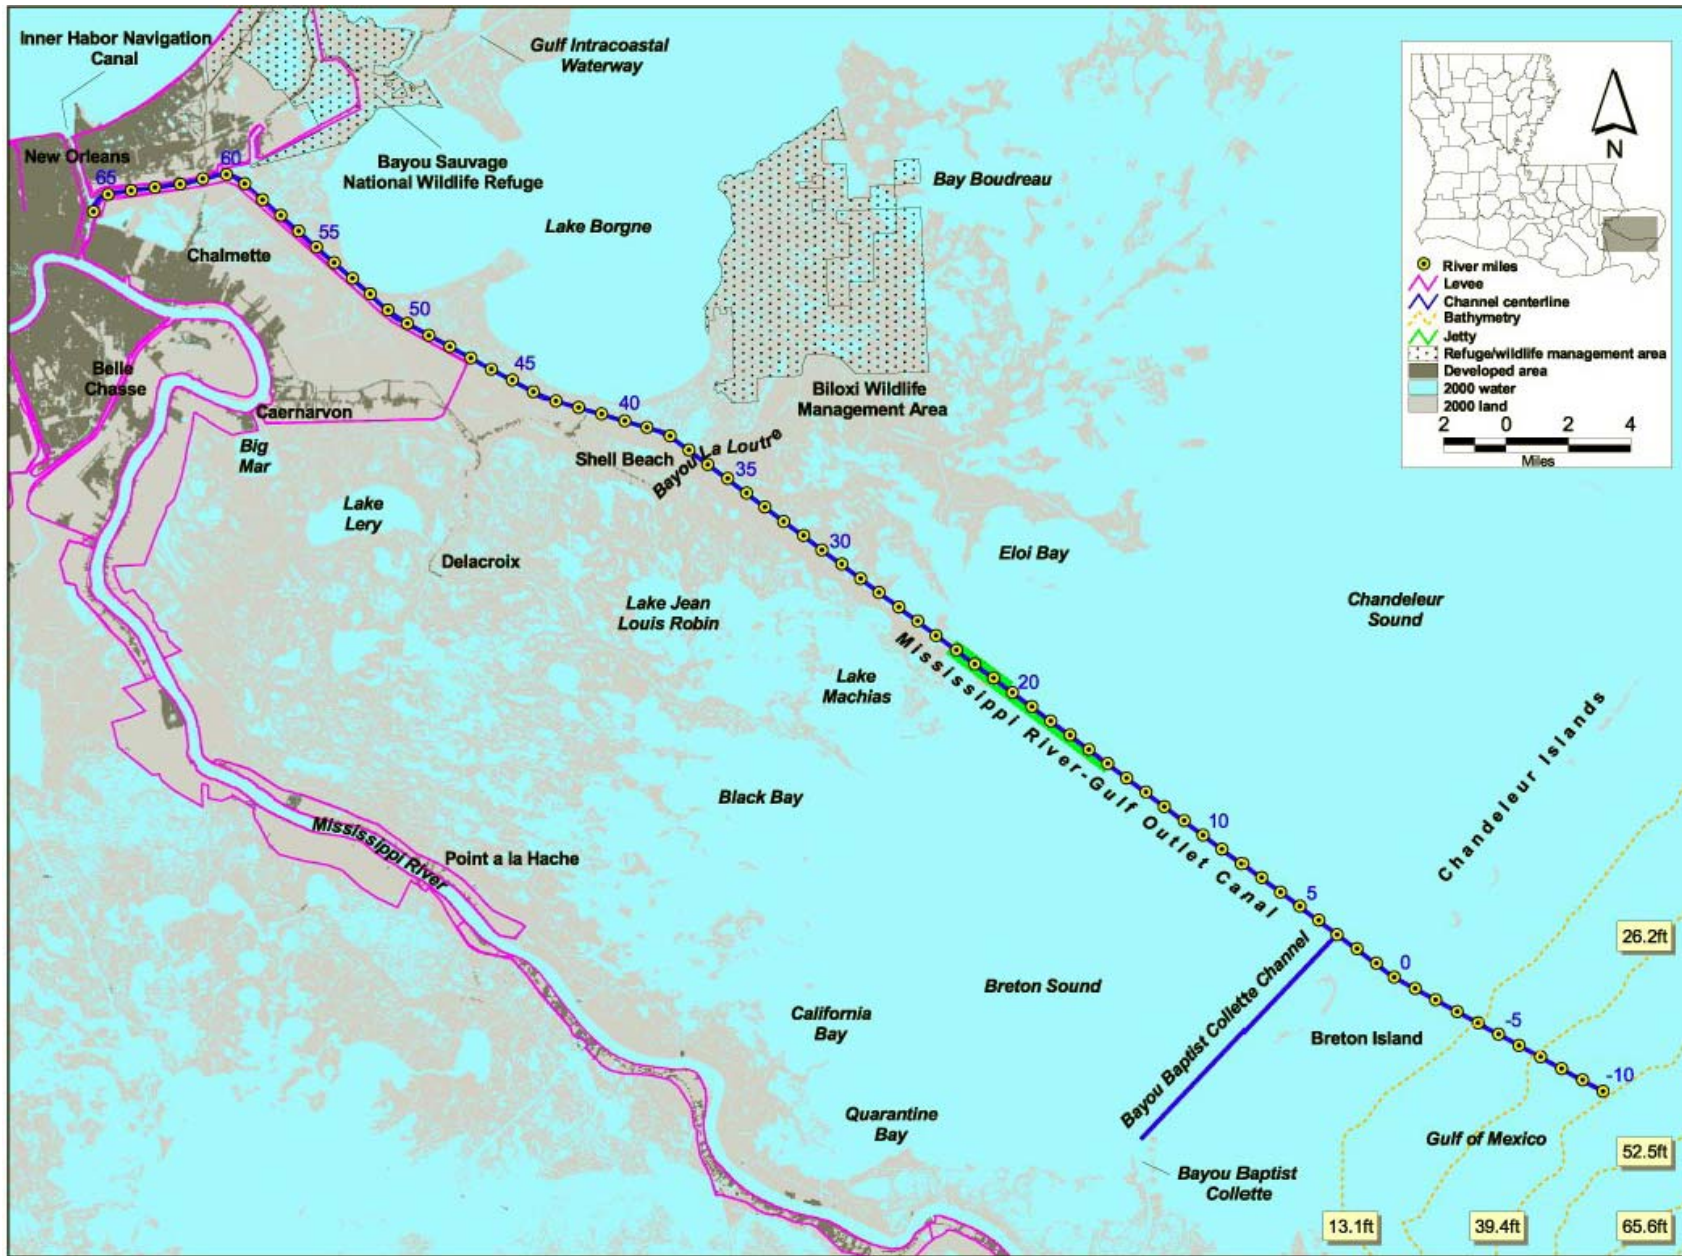 Inner Habor Navigation
Canal
Gulf Intracoastal
Waterway
New Orleans
Bayou Sauvage
National Wildlife Refuge
Bay Boudreau
Lake Borgne
Chalmette
65
60
55
50
45
40
35
30
20
10
5
0
-5
-10
Belle
Chasse
Caernarvon
Big
Mar
Biloxi Wildlife
Management Area
Shell Beach
Bayou La Loutre
Lake
Lery
Delacroix
Eloi Bay
Lake Jean
Louis Robin
Chandeleur
Sound
Lake
Machias
Mississippi River-Gulf Outlet Canal
Chandeleur Islands
Black Bay
Mississippi River
Point a la Hache
Breton Sound
Bayou Baptist Collette Channel
California
Bay
Breton Island
Quarantine
Bay
Gulf of Mexico
Bayou Baptist
Collette
26.2ft
52.5ft
13.1ft
39.4ft
65.6ft
N
River miles
Levee
Channel centerline
Bathymetry
Jetty
Refuge/wildlife management area
Developed area
2000 water
2000 land
2 0 2 4
Miles